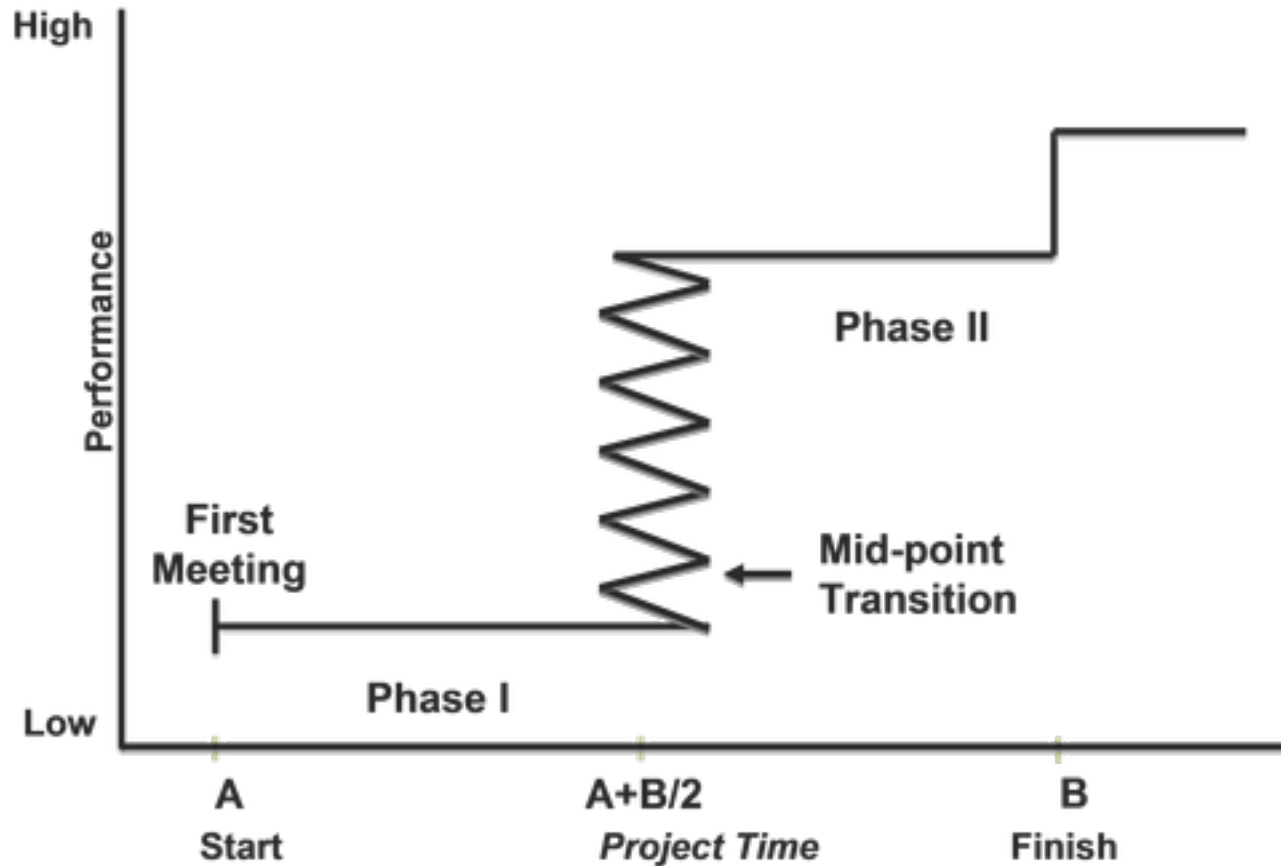 High
Performance
Phase II
First
Meeting
Mid-point
Transition
Phase I
Low
A
A+B/2
B
Start
Project Time
Finish